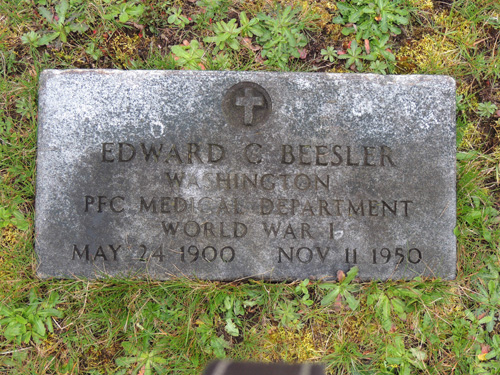 EDWARD C BEESLER
WASHINGTON
PFC MEDICAL DEPARTMENT
WORLD WAR I
MAY 24 1900 NOV 11 1950